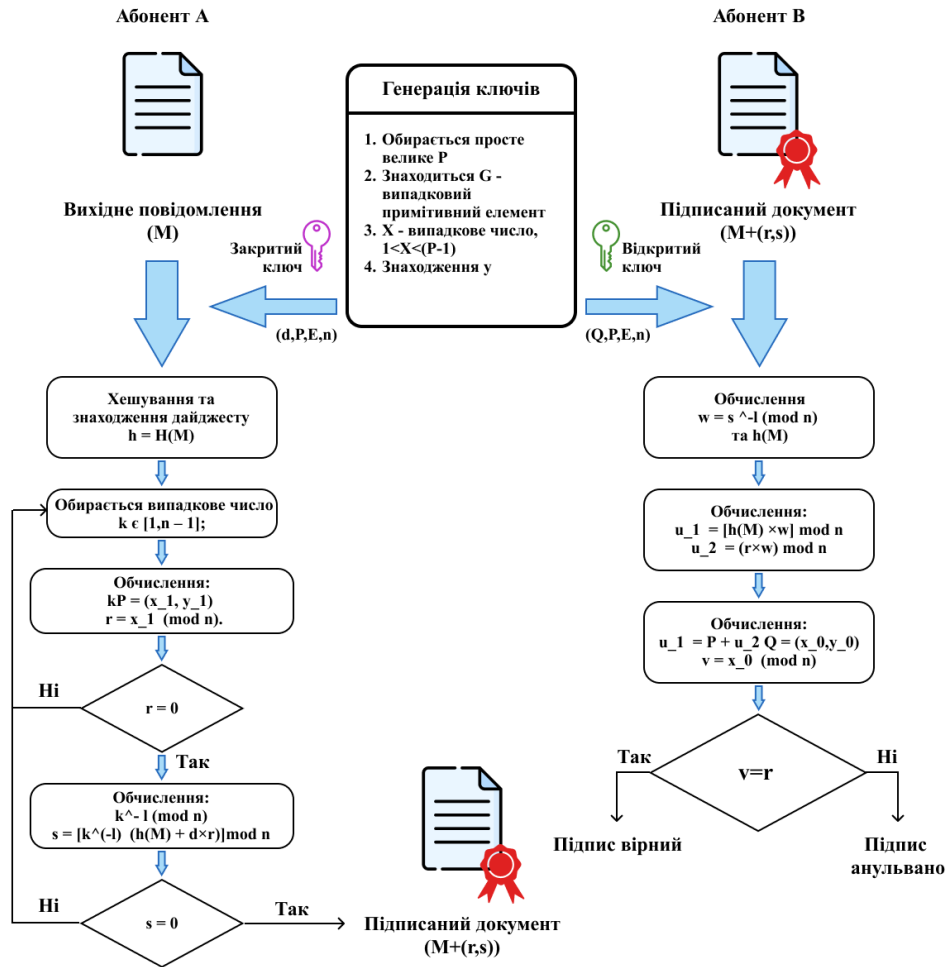 Абонент А
Абонент В
Генерація ключів
1. Обирається просте
велике P
2. Знаходиться G -
випадковий
примітивний елемент
3. X - випадкове число,
1<X<(P-1)
4. Знаходження y
Вихідне повідомлення
(M)
Закритий
ключ
(d,P,E,n)
Відкритий
ключ
(Q,P,E,n)
Підписаний документ
(M+(r,s))
Хешування та
знаходження дайджесту
h = H(M)
Обирається випадкове число
k є [1,n – 1];
Обчислення:
kP = (x_1, y_1)
r = x_1 (mod n).
Ні
r = 0
Так
Обчислення:
k^- l (mod n)
s = [k^(-l) (h(M) + d×r)]mod n
Ні
s = 0
Так
Підписаний документ
(M+(r,s))
Обчислення
w = s ^-l (mod n)
та h(M)
Обчислення:
u_1 = [h(M) ×w] mod n
u_2 = (r×w) mod n
Обчислення:
u_1 = P + u_2 Q = (x_0,y_0)
v = x_0 (mod n)
Так
v=r
Ні
Підпис вірний
Підпис
анульвано